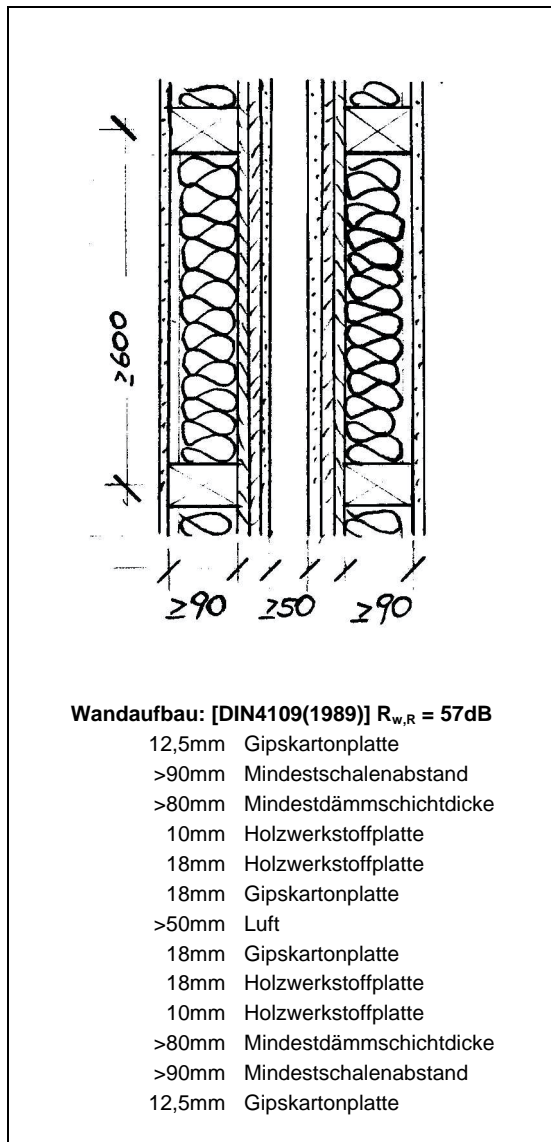 ≥600
≥90 ≥50 ≥90
Wandaufbau: [DIN4109(1989)] Rw,R = 57dB
12,5mm Gipskartonplatte
>90mm Mindestschalenabstand
>80mm Mindestdämmschichtdicke
10mm Holzwerkstoffplatte
18mm Holzwerkstoffplatte
18mm Gipskartonplatte
>50mm Luft
18mm Gipskartonplatte
18mm Holzwerkstoffplatte
10mm Holzwerkstoffplatte
>80mm Mindestdämmschichtdicke
>90mm Mindestschalenabstand
12,5mm Gipskartonplatte